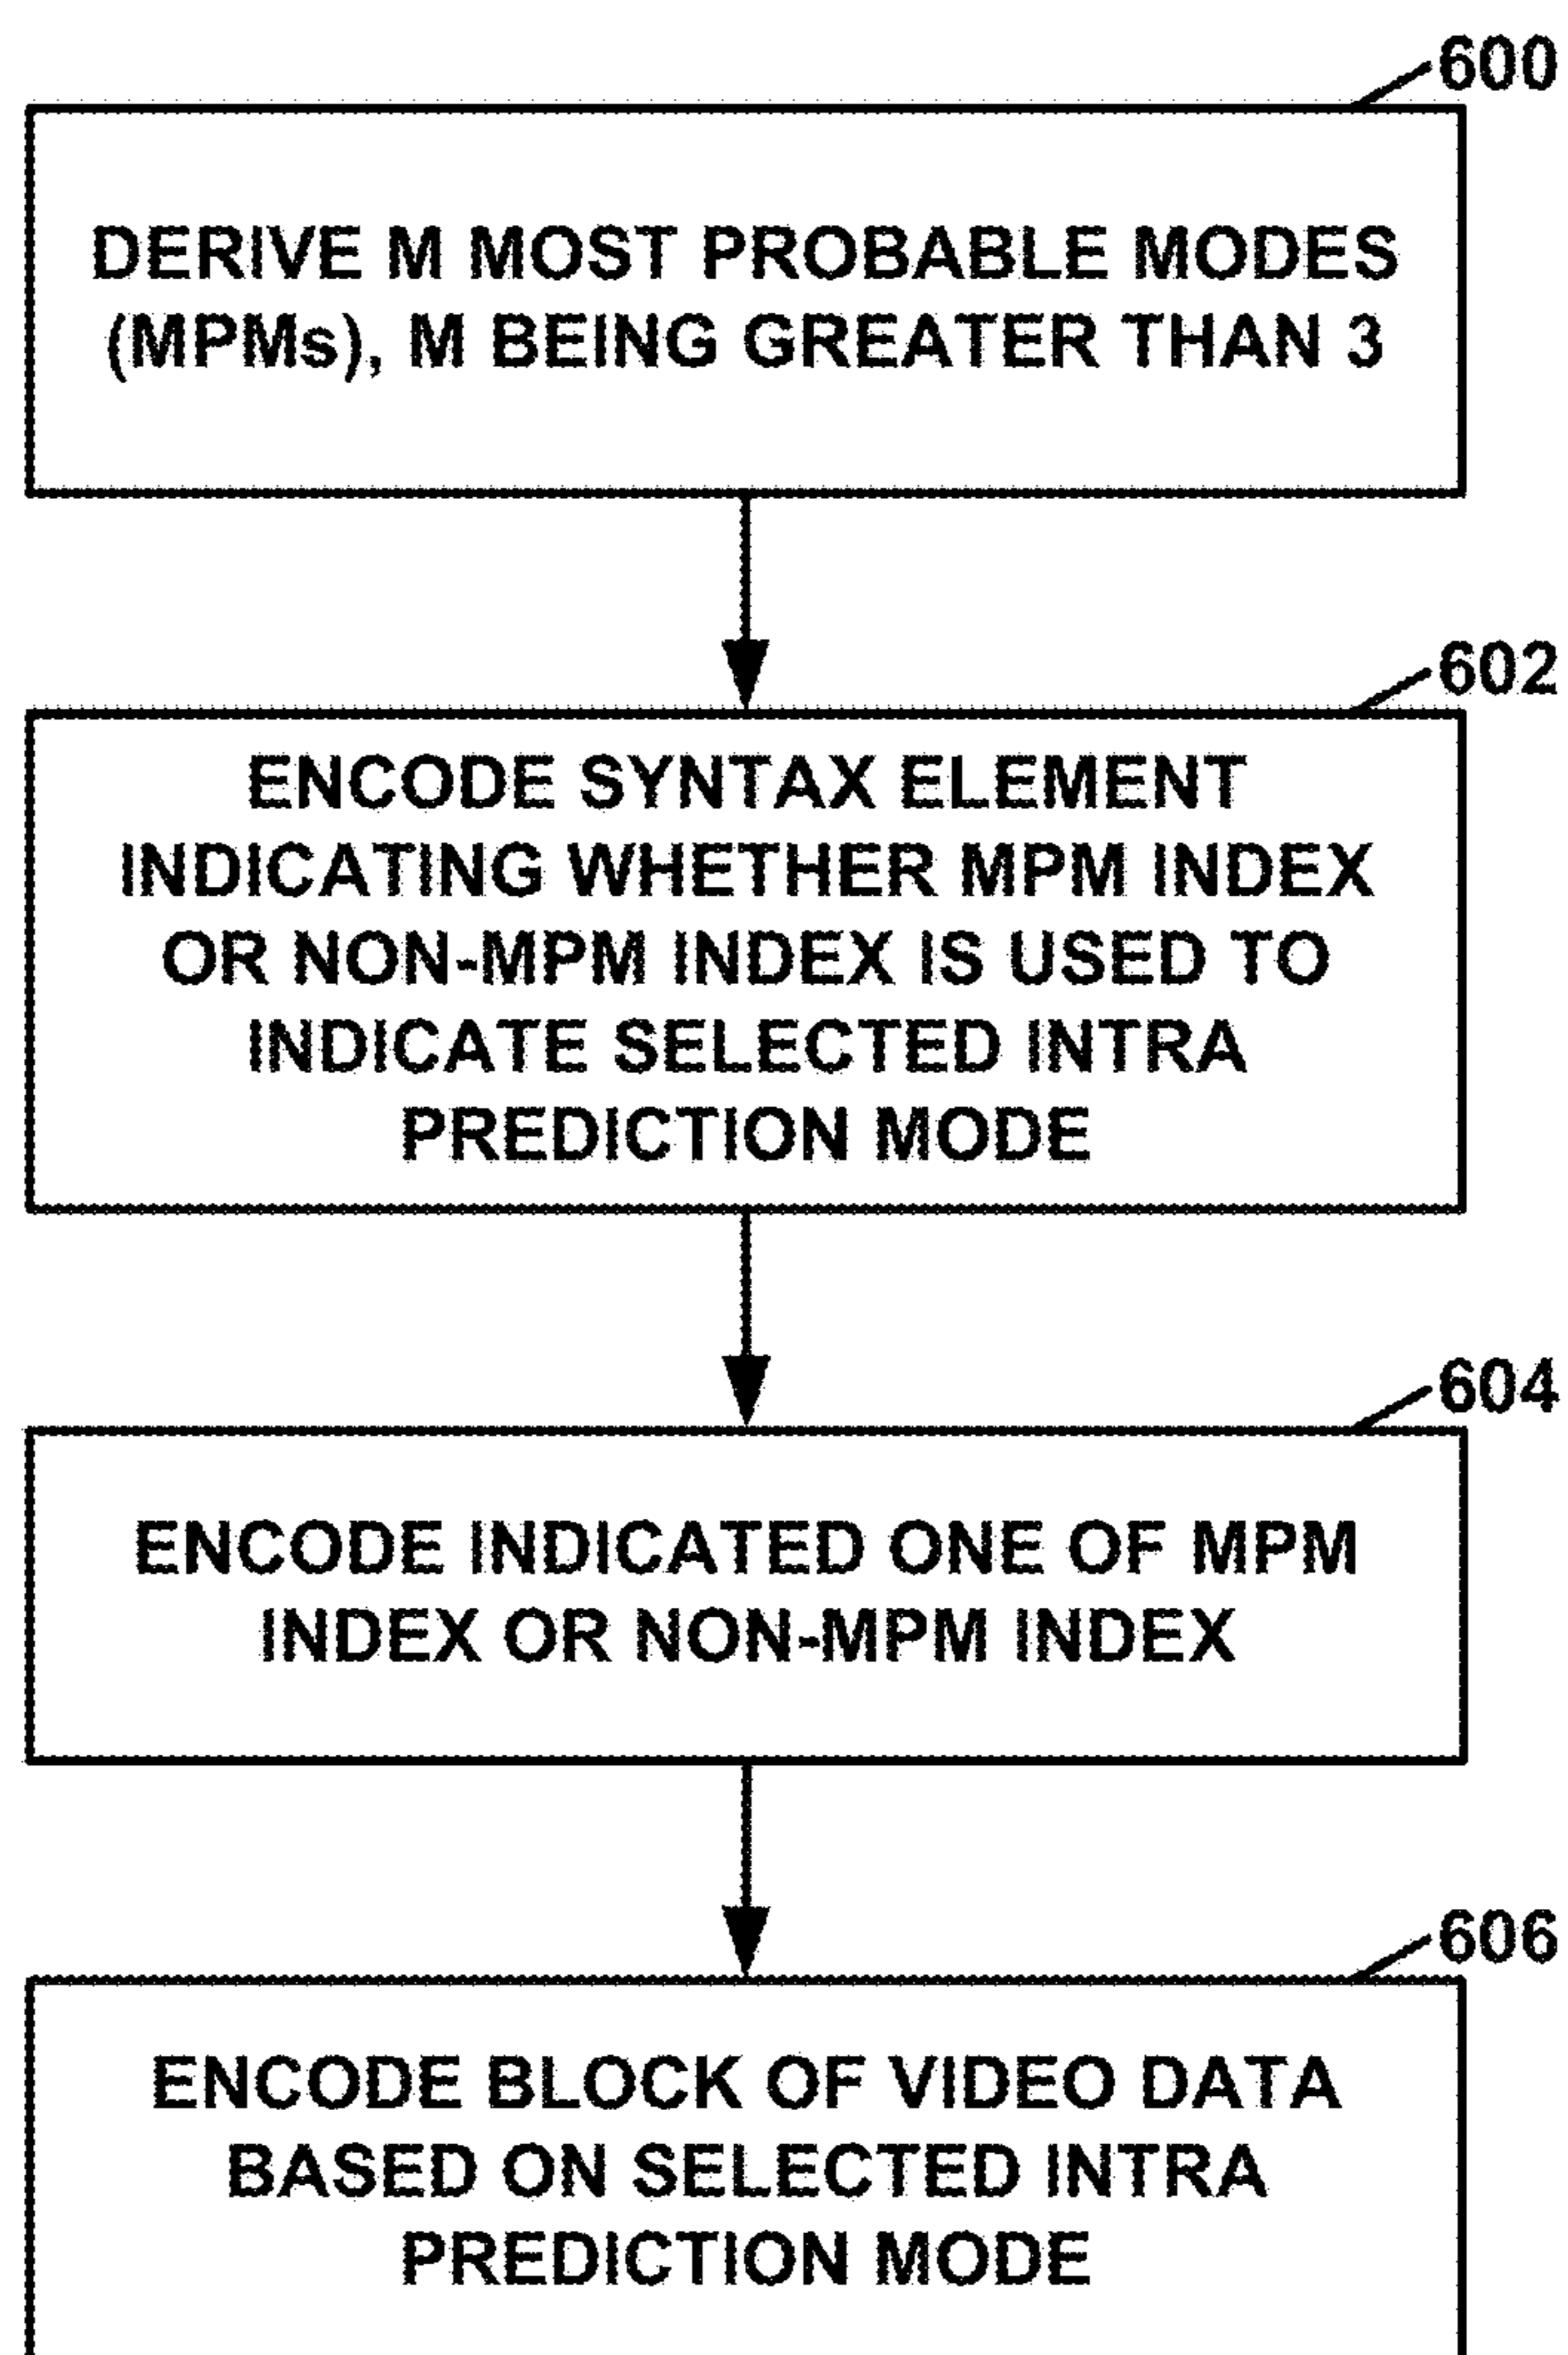 600
DERIVE M MOST PROBABLE MODES
(MPMs), M BEING GREATER THAN 3
602
ENCODE SYNTAX ELEMENT
INDICATING WHETHER MPM INDEX
OR NON-MPM INDEX IS USED TO
INDICATE SELECTED INTRA
PREDICTION MODE
604
ENCODE INDICATED ONE OF MPM
INDEX OR NON-MPM INDEX
606
ENCODE BLOCK OF VIDEO DATA
BASED ON SELECTED INTRA
PREDICTION MODE